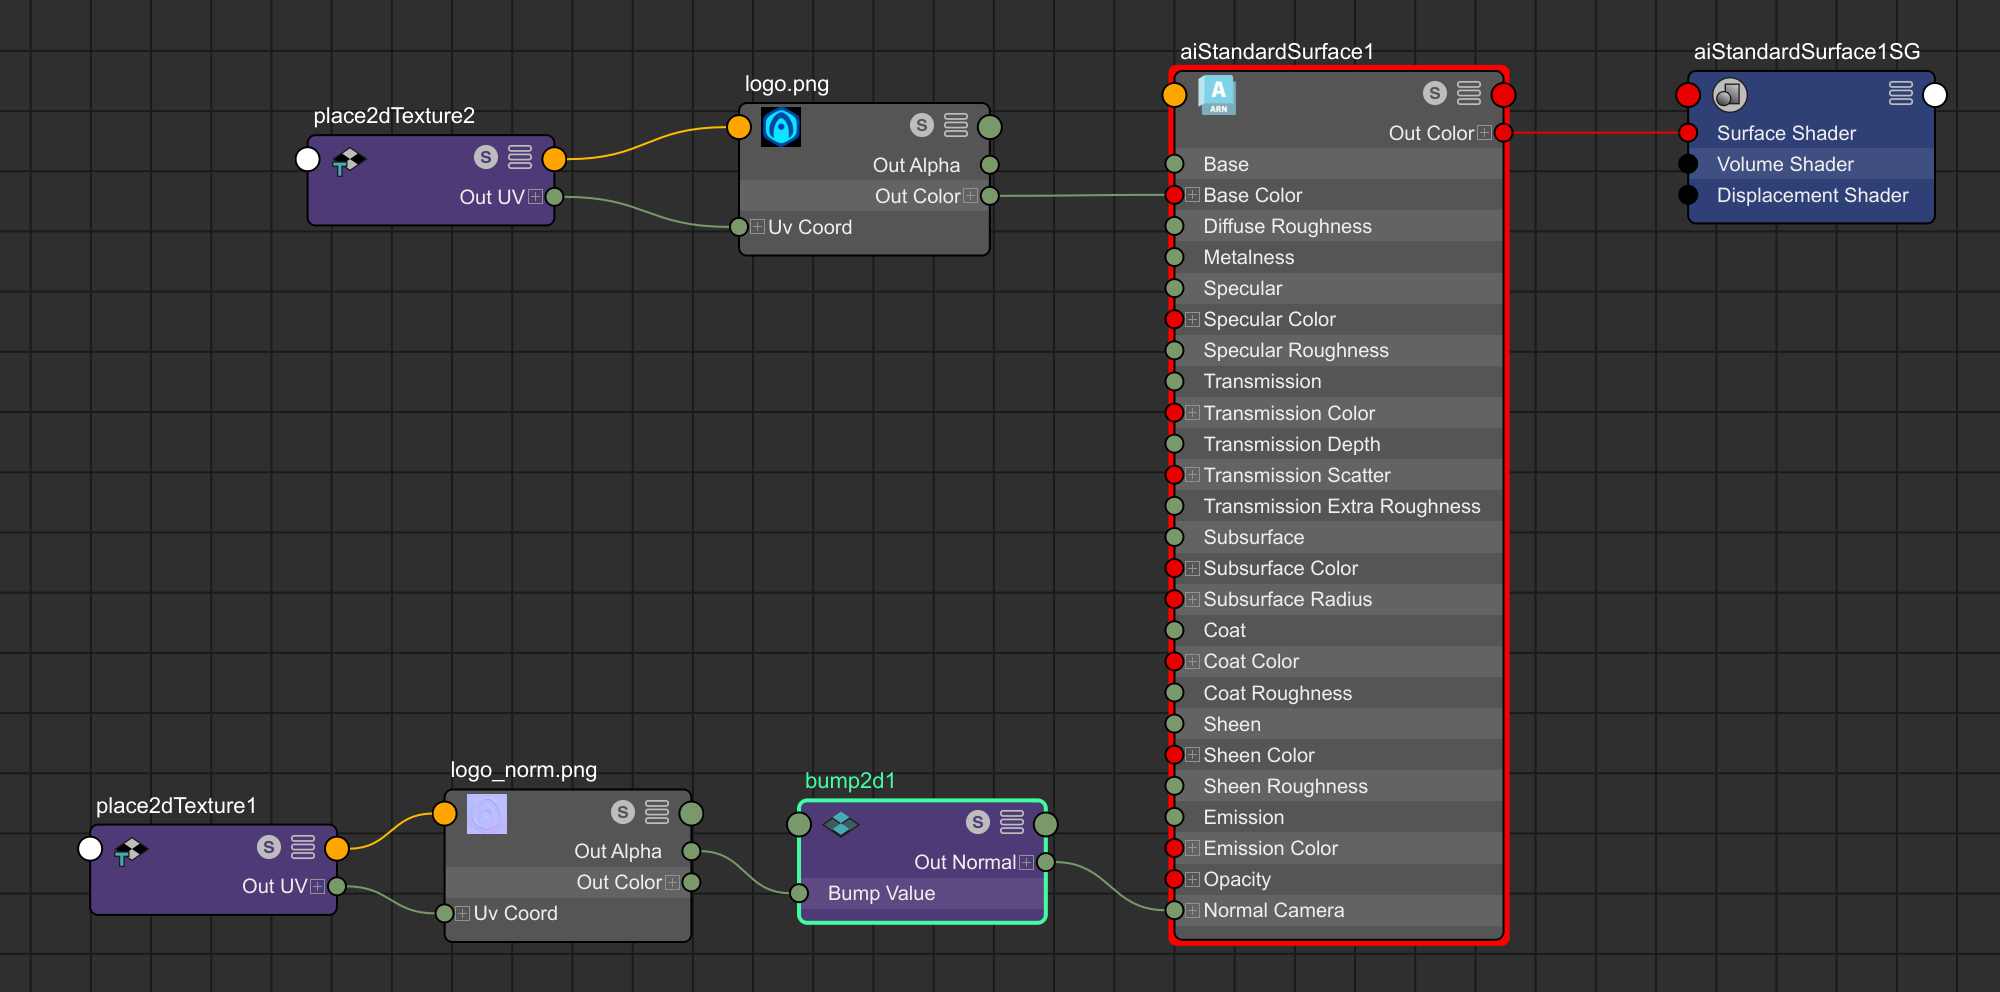 place2dTexture2
S
Out UV
logo.png
S
Out Alpha
Out Color
Uv Coord
aiStandardSurface1
A
ARN
S
Out Color
Base
Base Color
Diffuse Roughness
Metalness
Specular
Specular Color
Specular Roughness
Transmission
Transmission Color
Transmission Depth
Transmission Scatter
Transmission Extra Roughness
Subsurface
Subsurface Color
Subsurface Radius
Coat
Coat Color
Coat Roughness
Sheen
Sheen Color
Sheen Roughness
Emission
Emission Color
Opacity
Normal Camera
aiStandardSurface1SG
Surface Shader
Volume Shader
Displacement Shader
place2dTexture1
T
S
Out UV
logo_norm.png
S
Out Alpha
Out Color
Uv Coord
bump2d1
S
Out Normal
Bump Value